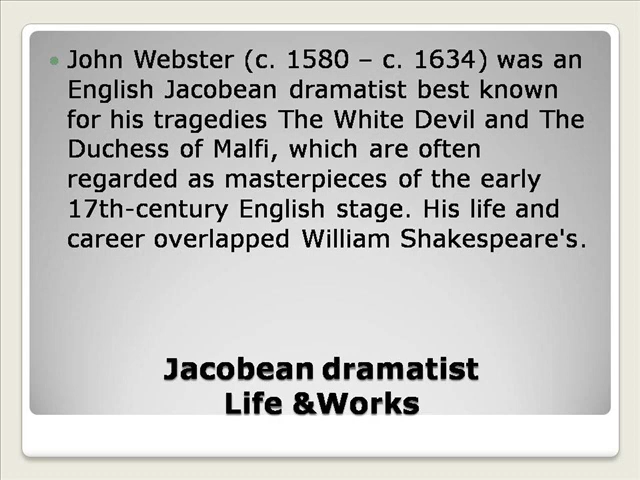 John Webster (c. 1580 – c. 1634) was an
English Jacobean dramatist best known
for his tragedies The White Devil and The
Duchess of Malfi, which are often
regarded as masterpieces of the early
17th-century English stage. His life and
career overlapped William Shakespeare's.
Jacobean dramatist
Life &Works